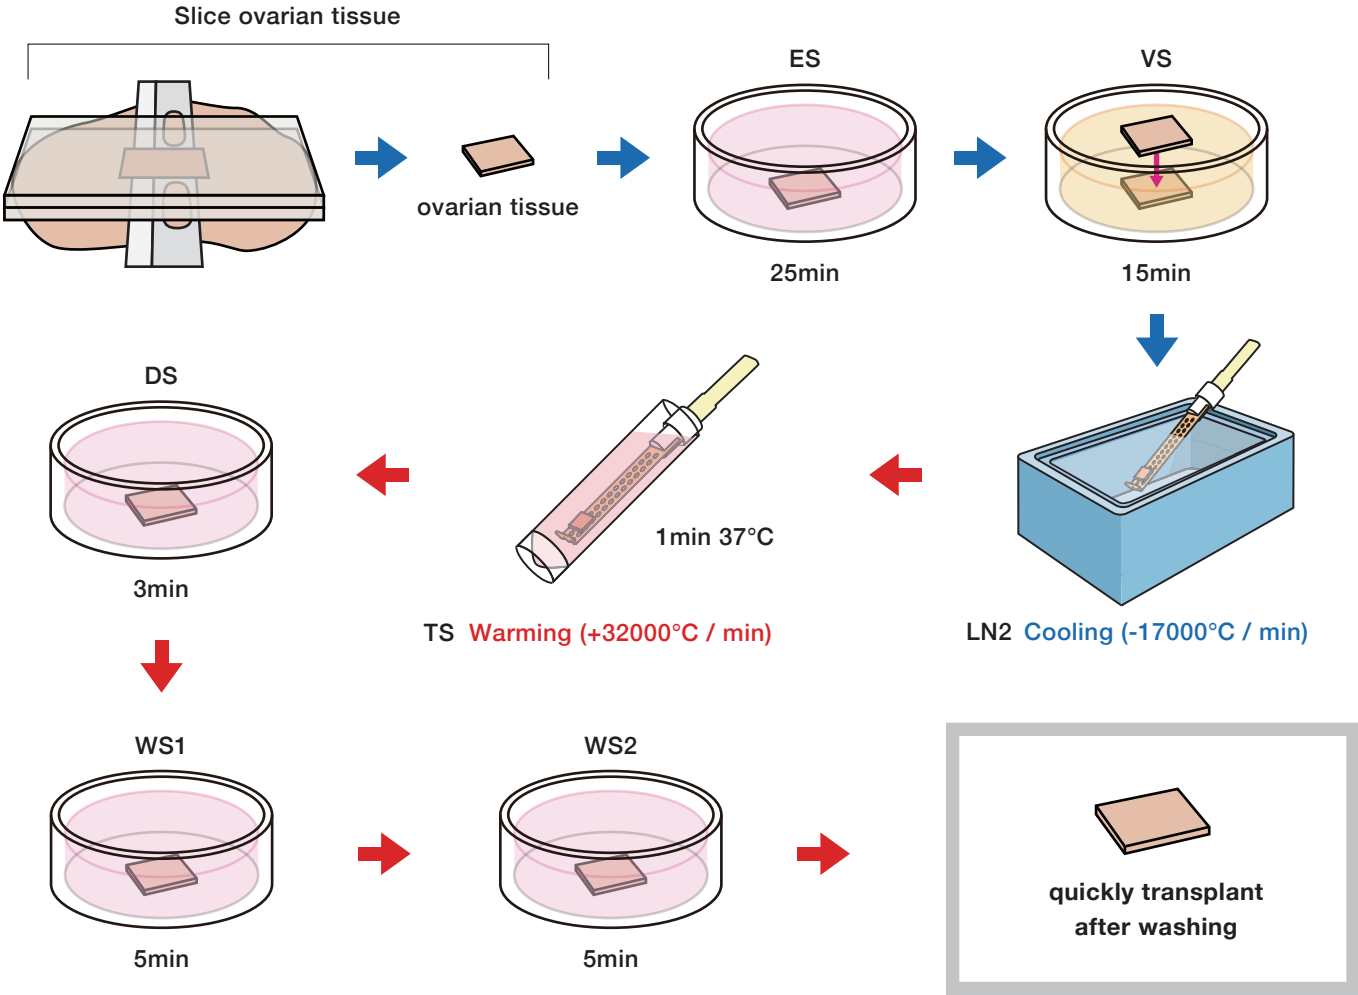 Slice ovarian tissue
ovarian tissue
ES
25min
VS
15min
LN2 Cooling (-17000°C / min)
1min 37°C
TS Warming (+32000°C / min)
DS
3min
WS1
5min
WS2
5min
quickly transplant
after washing